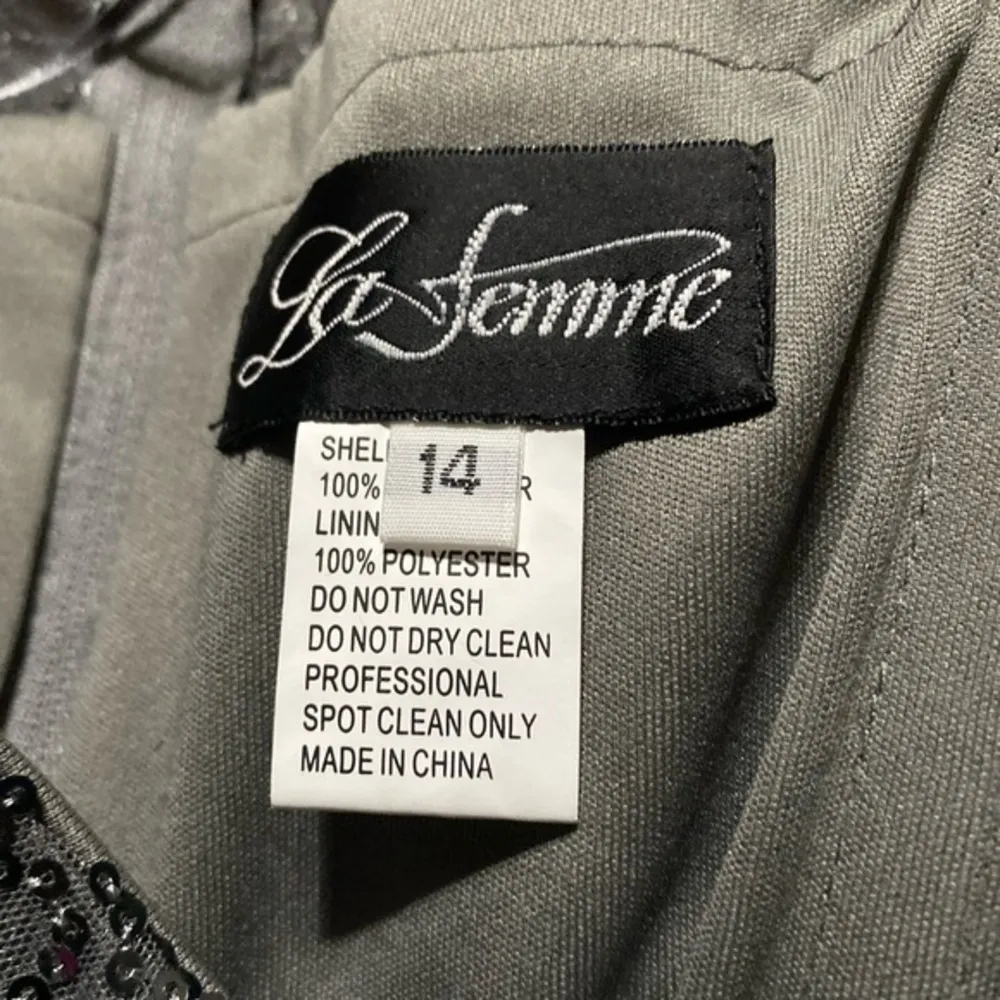 La Femme
14
SHEL
100% R
LININ
100% POLYESTER
DO NOT WASH
DO NOT DRY CLEAN
PROFESSIONAL
SPOT CLEAN ONLY
MADE IN CHINA